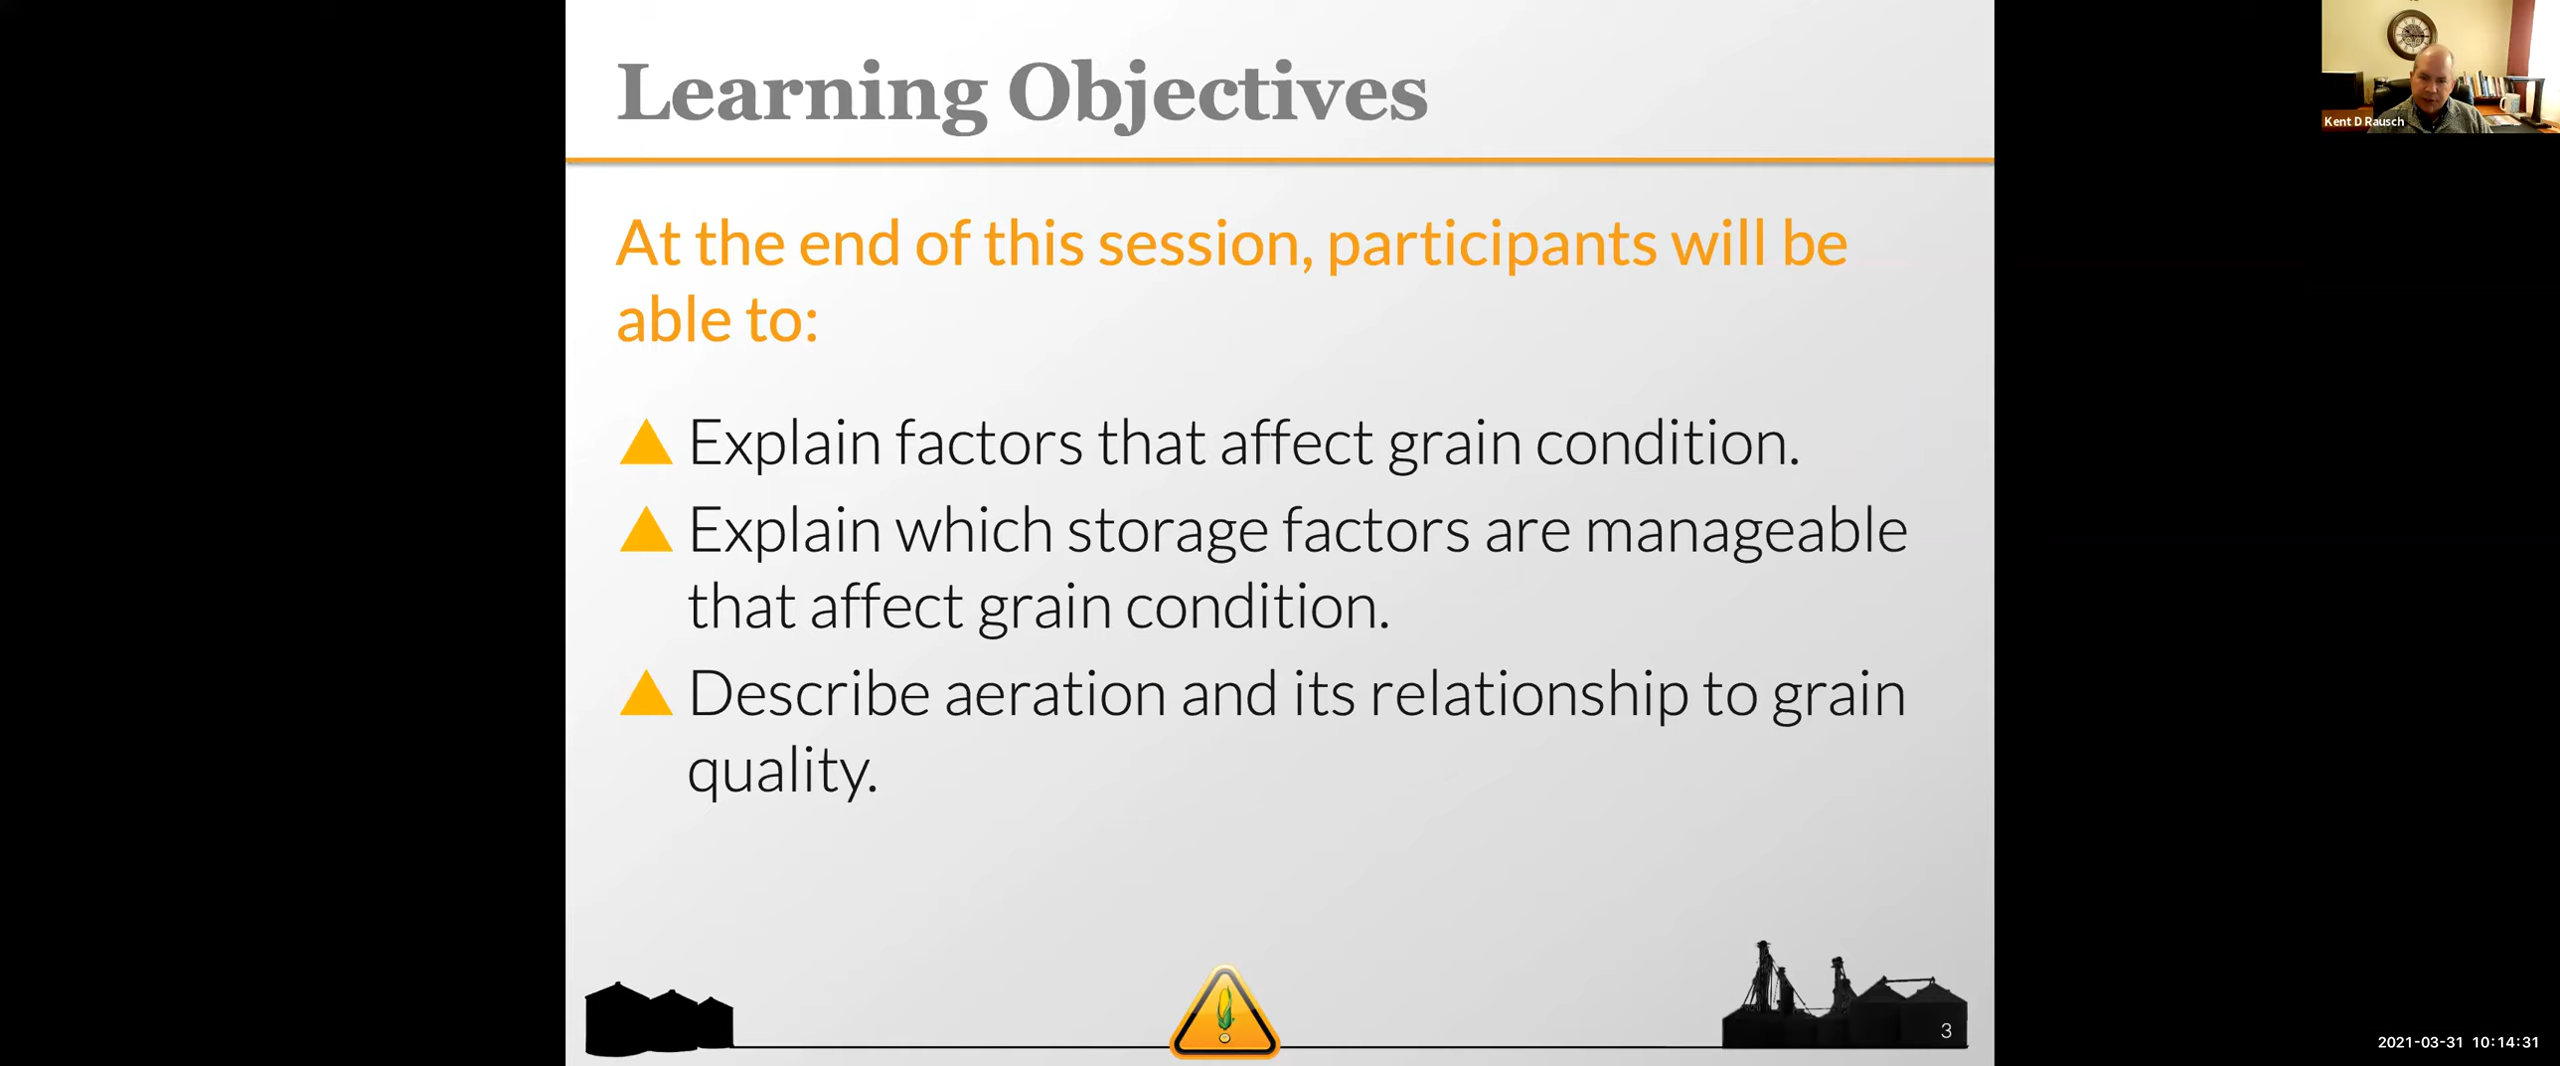 Learning Objectives
Kent D Rausch
At the end of this session, participants will be
able to:
Explain factors that affect grain condition.
Explain which storage factors are manageable
that affect grain condition.
Describe aeration and its relationship to grain
quality.
3
2021-03-31 10:14:31